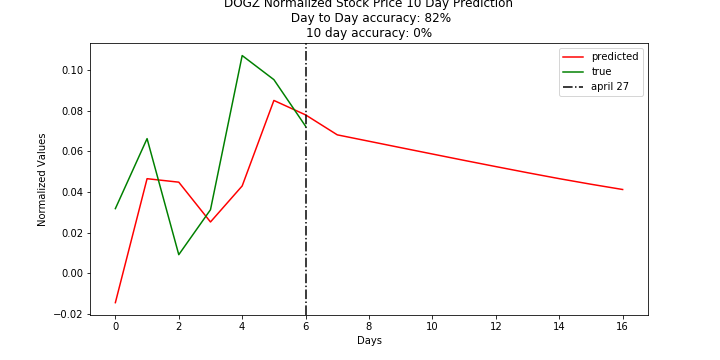 DOGZ Normalized Stock Price 10 Day Prediction
Day to Day accuracy: 82%
10 day accuracy: 0%
predicted
true
april 27
0.10
0.08
0.06
0.04
0.02
0.00
−0.02
Normalized Values
0 2 4 6 8 10 12 14 16
Days